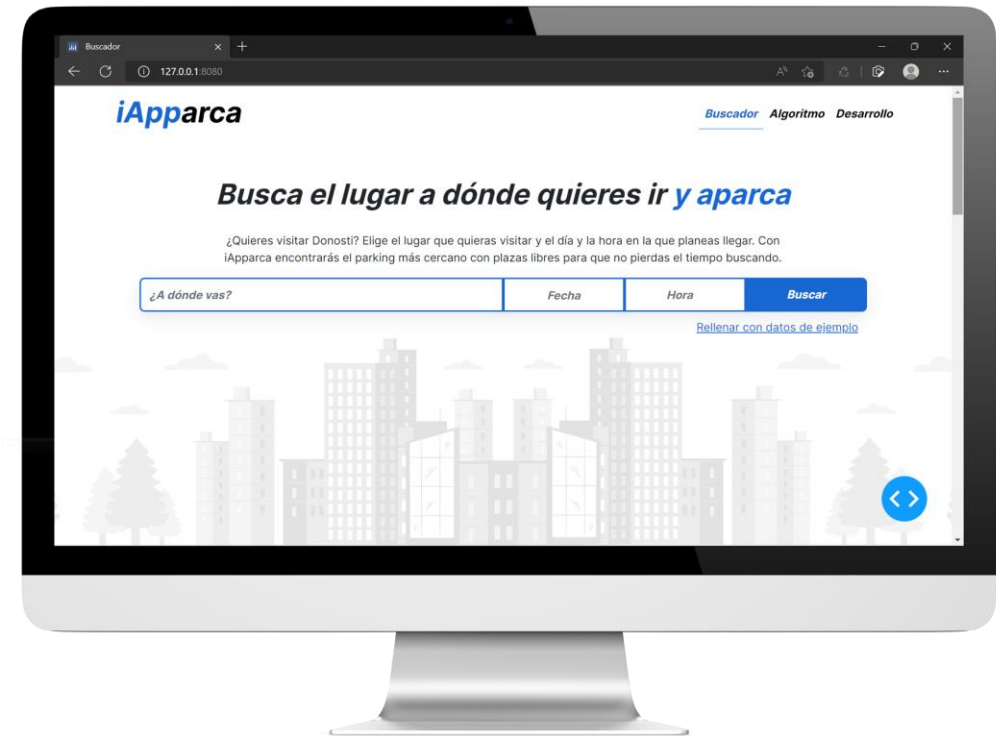 Buscador
127.0.0.1:8080
iApparca
Buscador Algoritmo Desarrollo
Busca el lugar a dónde quieres ir y aparca
¿Quieres visitar Donosti? Elige el lugar que quieras visitar y el día y la hora en la que planeas llegar. Con
iApparca encontrarás el parking más cercano con plazas libres para que no pierdas el tiempo buscando.
¿A dónde vas? Fecha Hora Buscar
Rellenar con datos de ejemplo